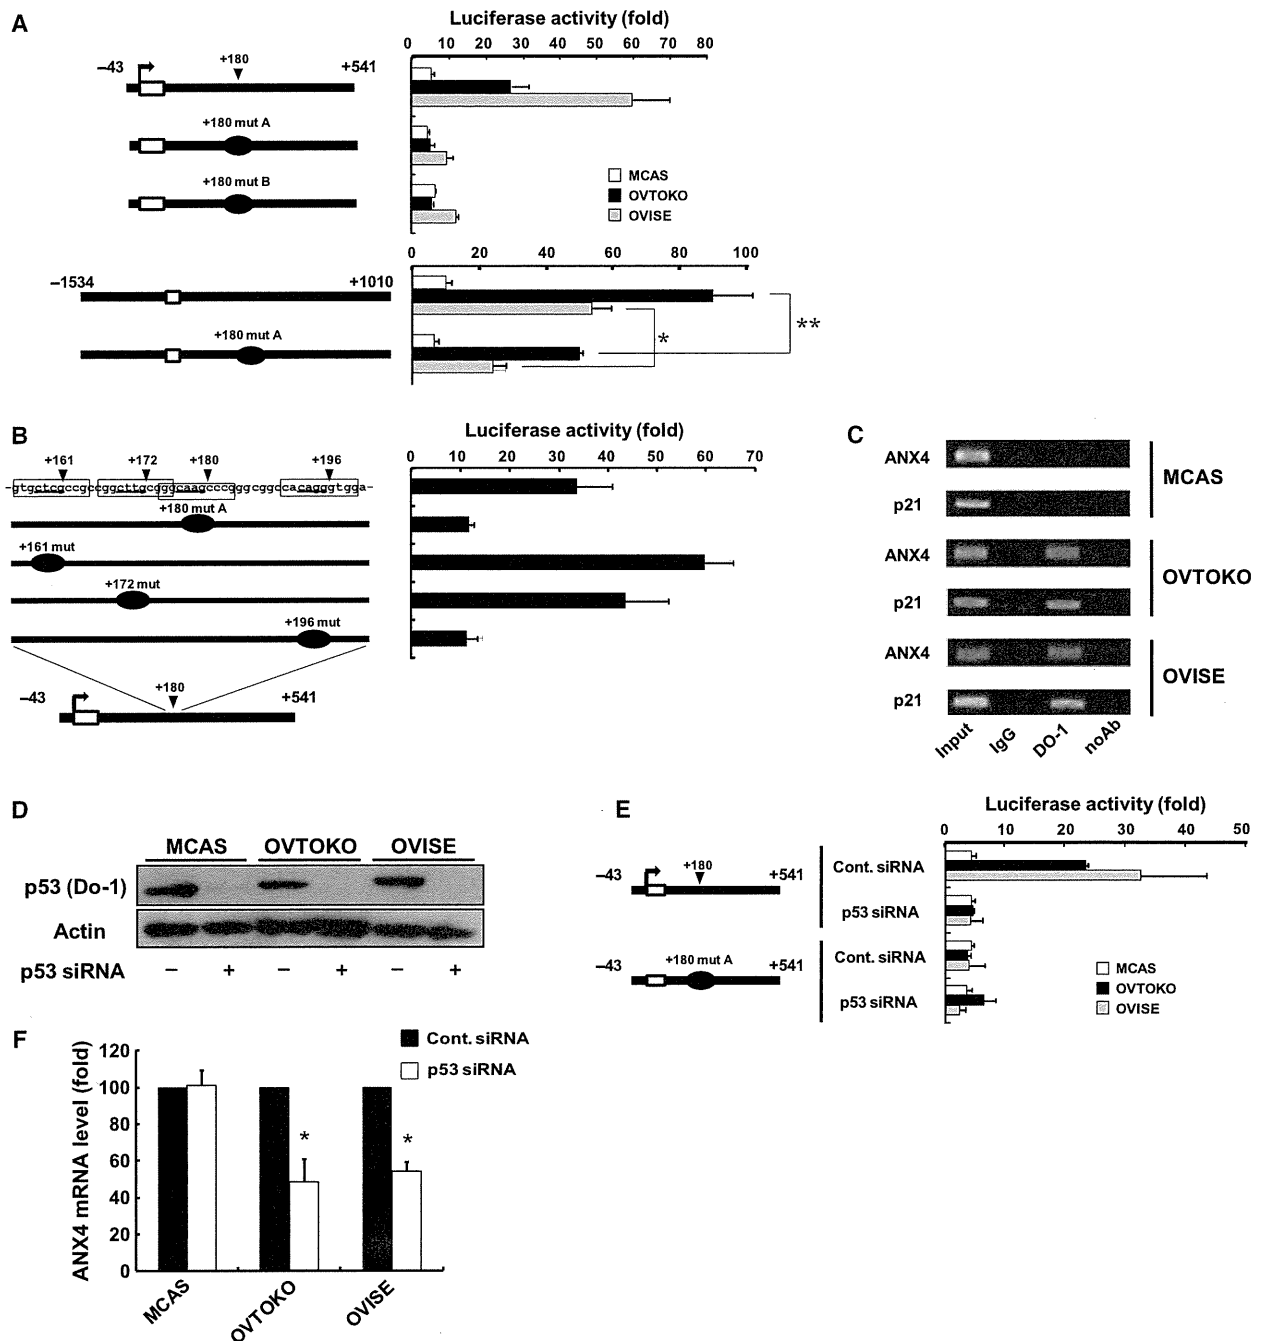 A
Luciferase activity (fold)
0 10 20 30 40 50 60 70 80
–43 +180 +541
+180 mut A
+180 mut B
MCAS
OVTOKO
OVISE
0 20 40 60 80 100
–1534 +1010
+180 mut A
*
**
B
Luciferase activity (fold)
0 10 20 30 40 50 60 70
+161 +172 +180 +196
-gtgctcgccgccggcttgcgggcaagcccgggcggccacagggtgga-
+180 mut A
+161 mut
+172 mut
+196 mut
–43 +180 +541
C
ANX4
p21
MCAS
ANX4
p21
OVTOKO
ANX4
p21
OVISE
Input IgG DO-1 noAb
D
MCAS OVTOKO OVISE
p53 (Do-1)
Actin
p53 siRNA – + – + – +
E
Luciferase activity (fold)
0 10 20 30 40 50
–43 +180 +541
Cont. siRNA
p53 siRNA
–43 +180 mut A +541
Cont. siRNA
p53 siRNA
MCAS
OVTOKO
OVISE
F
Cont. siRNA
p53 siRNA
ANX4 mRNA level (fold)
120
100
80
60
40
20
0
* *
MCAS OVTOKO OVISE